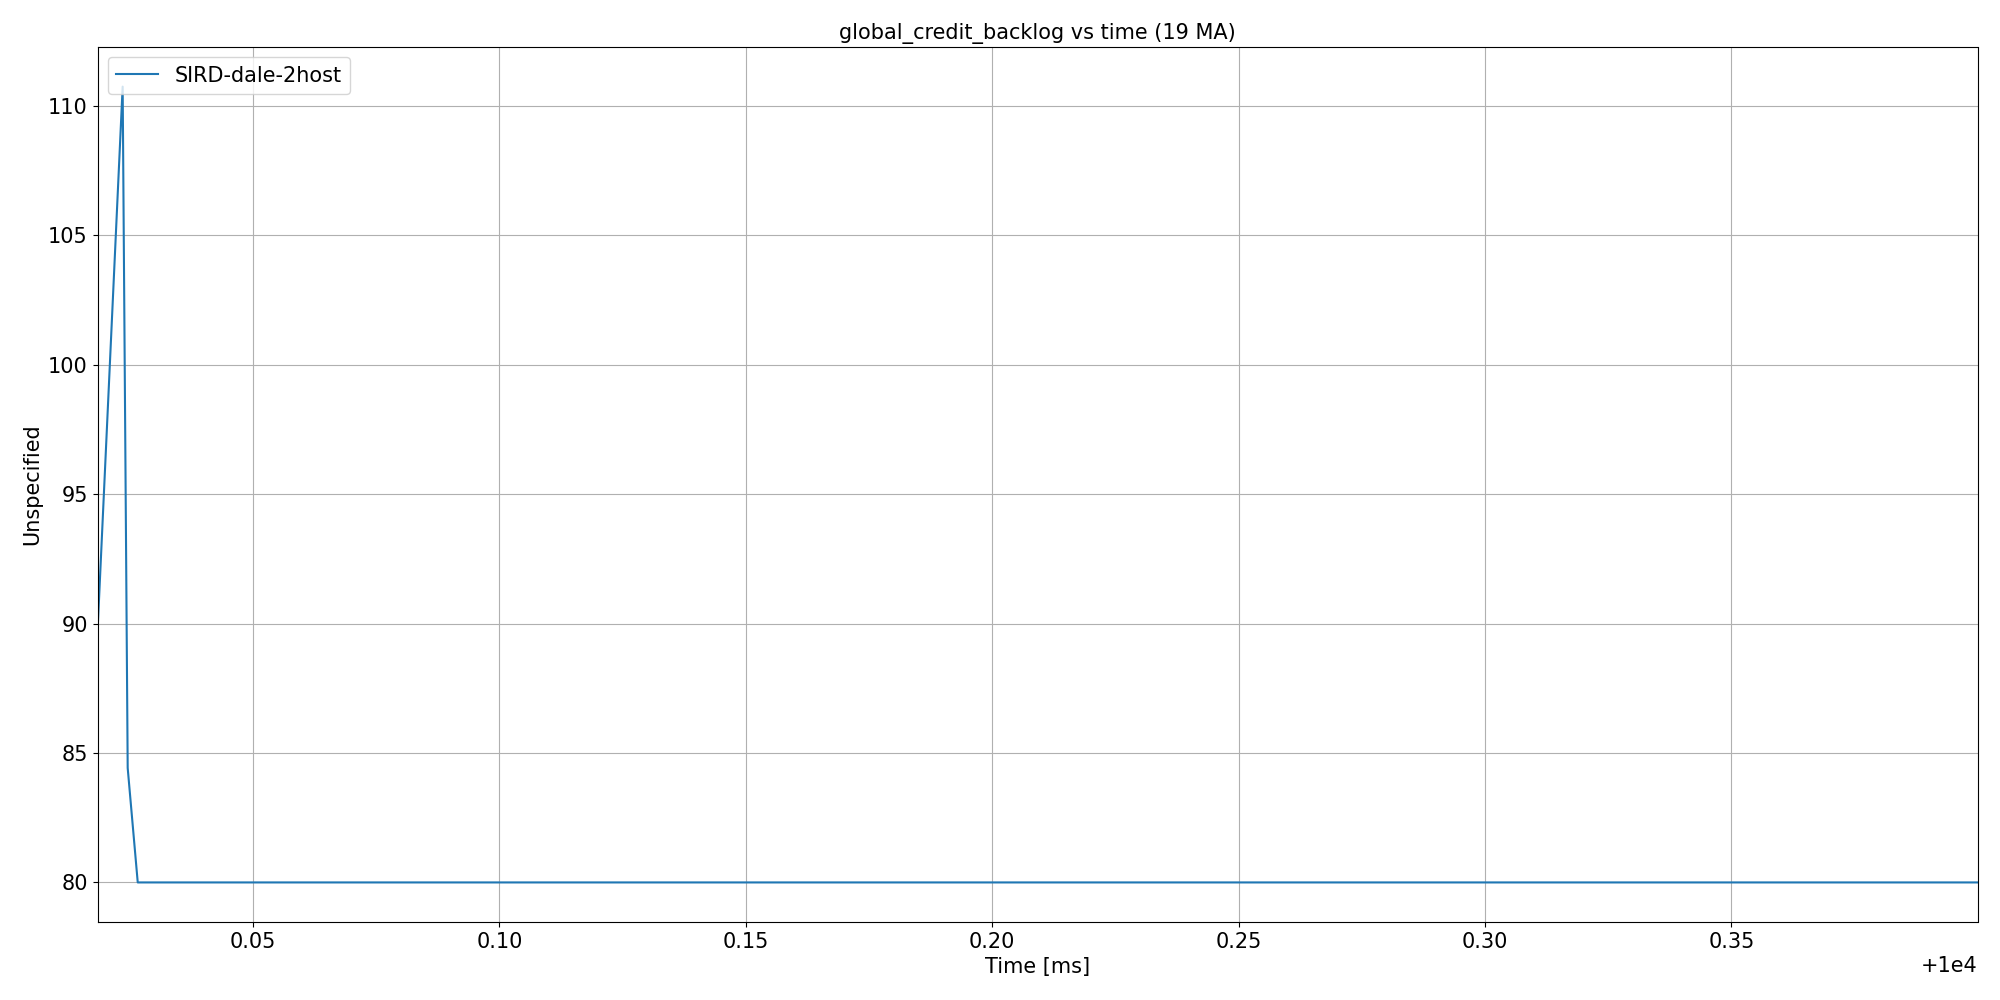 global_credit_backlog vs time (19 MA)
SIRD-dale-2host
110
105
100
95
90
85
80
Unspecified
0.05 0.10 0.15 0.20 0.25 0.30 0.35
Time [ms]
+1e4